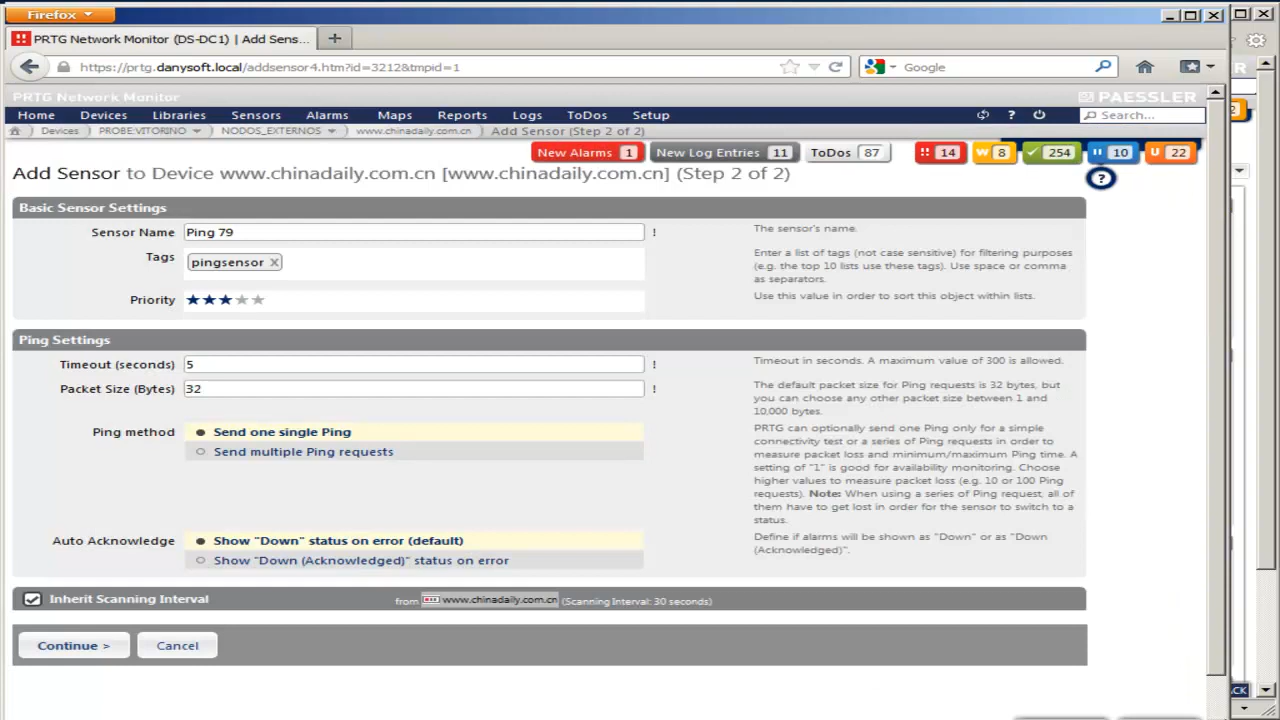 Firefox
PRTG Network Monitor (DS-DC1) | Add Sens...
https://prtg.danysoft.local/addsensor4.htm?id=3212&tmpid=1
Google
PRTG Network Monitor
PAESSLER
Home Devices Libraries Sensors Alarms Maps Reports Logs ToDos Setup
Search...
Devices PROBE:VITORINO NODOS_EXTERNOS www.chinadaily.com.cn Add Sensor (Step 2 of 2)
New Alarms 1 New Log Entries 11 ToDos 87 14 W 8 254 10 U 22
Add Sensor to Device www.chinadaily.com.cn [www.chinadaily.com.cn] (Step 2 of 2)
?
Basic Sensor Settings
Sensor Name Ping 79 !
The sensor's name.
Tags pingsensor x
Enter a list of tags (not case sensitive) for filtering purposes
(e.g. the top 10 lists use these tags). Use space or comma
as separators.
Priority
Use this value in order to sort this object within lists.
Ping Settings
Timeout (seconds) 5 !
Timeout in seconds. A maximum value of 300 is allowed.
Packet Size (Bytes) 32 !
The default packet size for Ping requests is 32 bytes, but
you can choose any other packet size between 1 and
10,000 bytes.
Ping method
Send one single Ping
Send multiple Ping requests
PRTG can optionally send one Ping only for a simple
connectivity test or a series of Ping requests in order to
measure packet loss and minimum/maximum Ping time. A
setting of "1" is good for availability monitoring. Choose
higher values to measure packet loss (e.g. 10 or 100 Ping
requests). Note: When using a series of Ping request, all of
them have to get lost in order for the sensor to switch to a
status.
Auto Acknowledge
Show "Down" status on error (default)
Show "Down (Acknowledged)" status on error
Define if alarms will be shown as "Down" or as "Down
(Acknowledged)".
Inherit Scanning Interval
from www.chinadaily.com.cn (Scanning Interval: 30 seconds)
Continue > Cancel